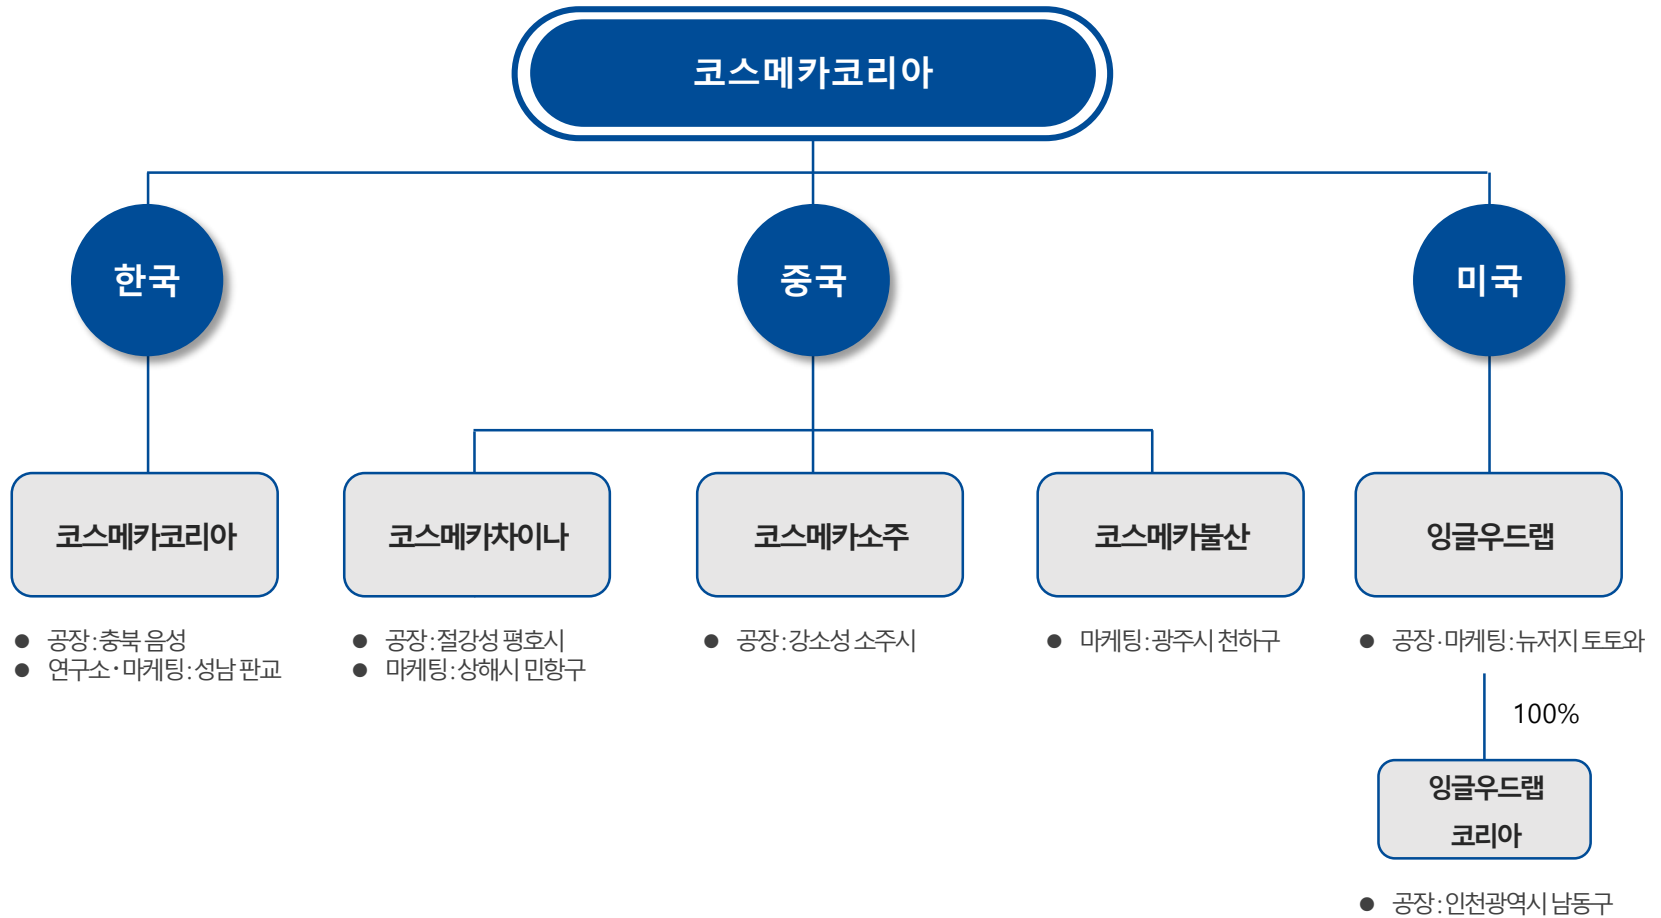 코스메카코리아
한국
중국
미국
코스메카코리아
코스메카차이나
코스메카소주
코스메카불산
잉글우드랩
● 공장:충북 음성
● 연구소·마케팅:성남 판교
● 공장:절강성 평호시
● 마케팅:상해시 민항구
● 공장:강소성 소주시
● 마케팅:광주시 천하구
● 공장·마케팅:뉴저지 토토와
100%
잉글우드랩
코리아
● 공장:인천광역시 남동구